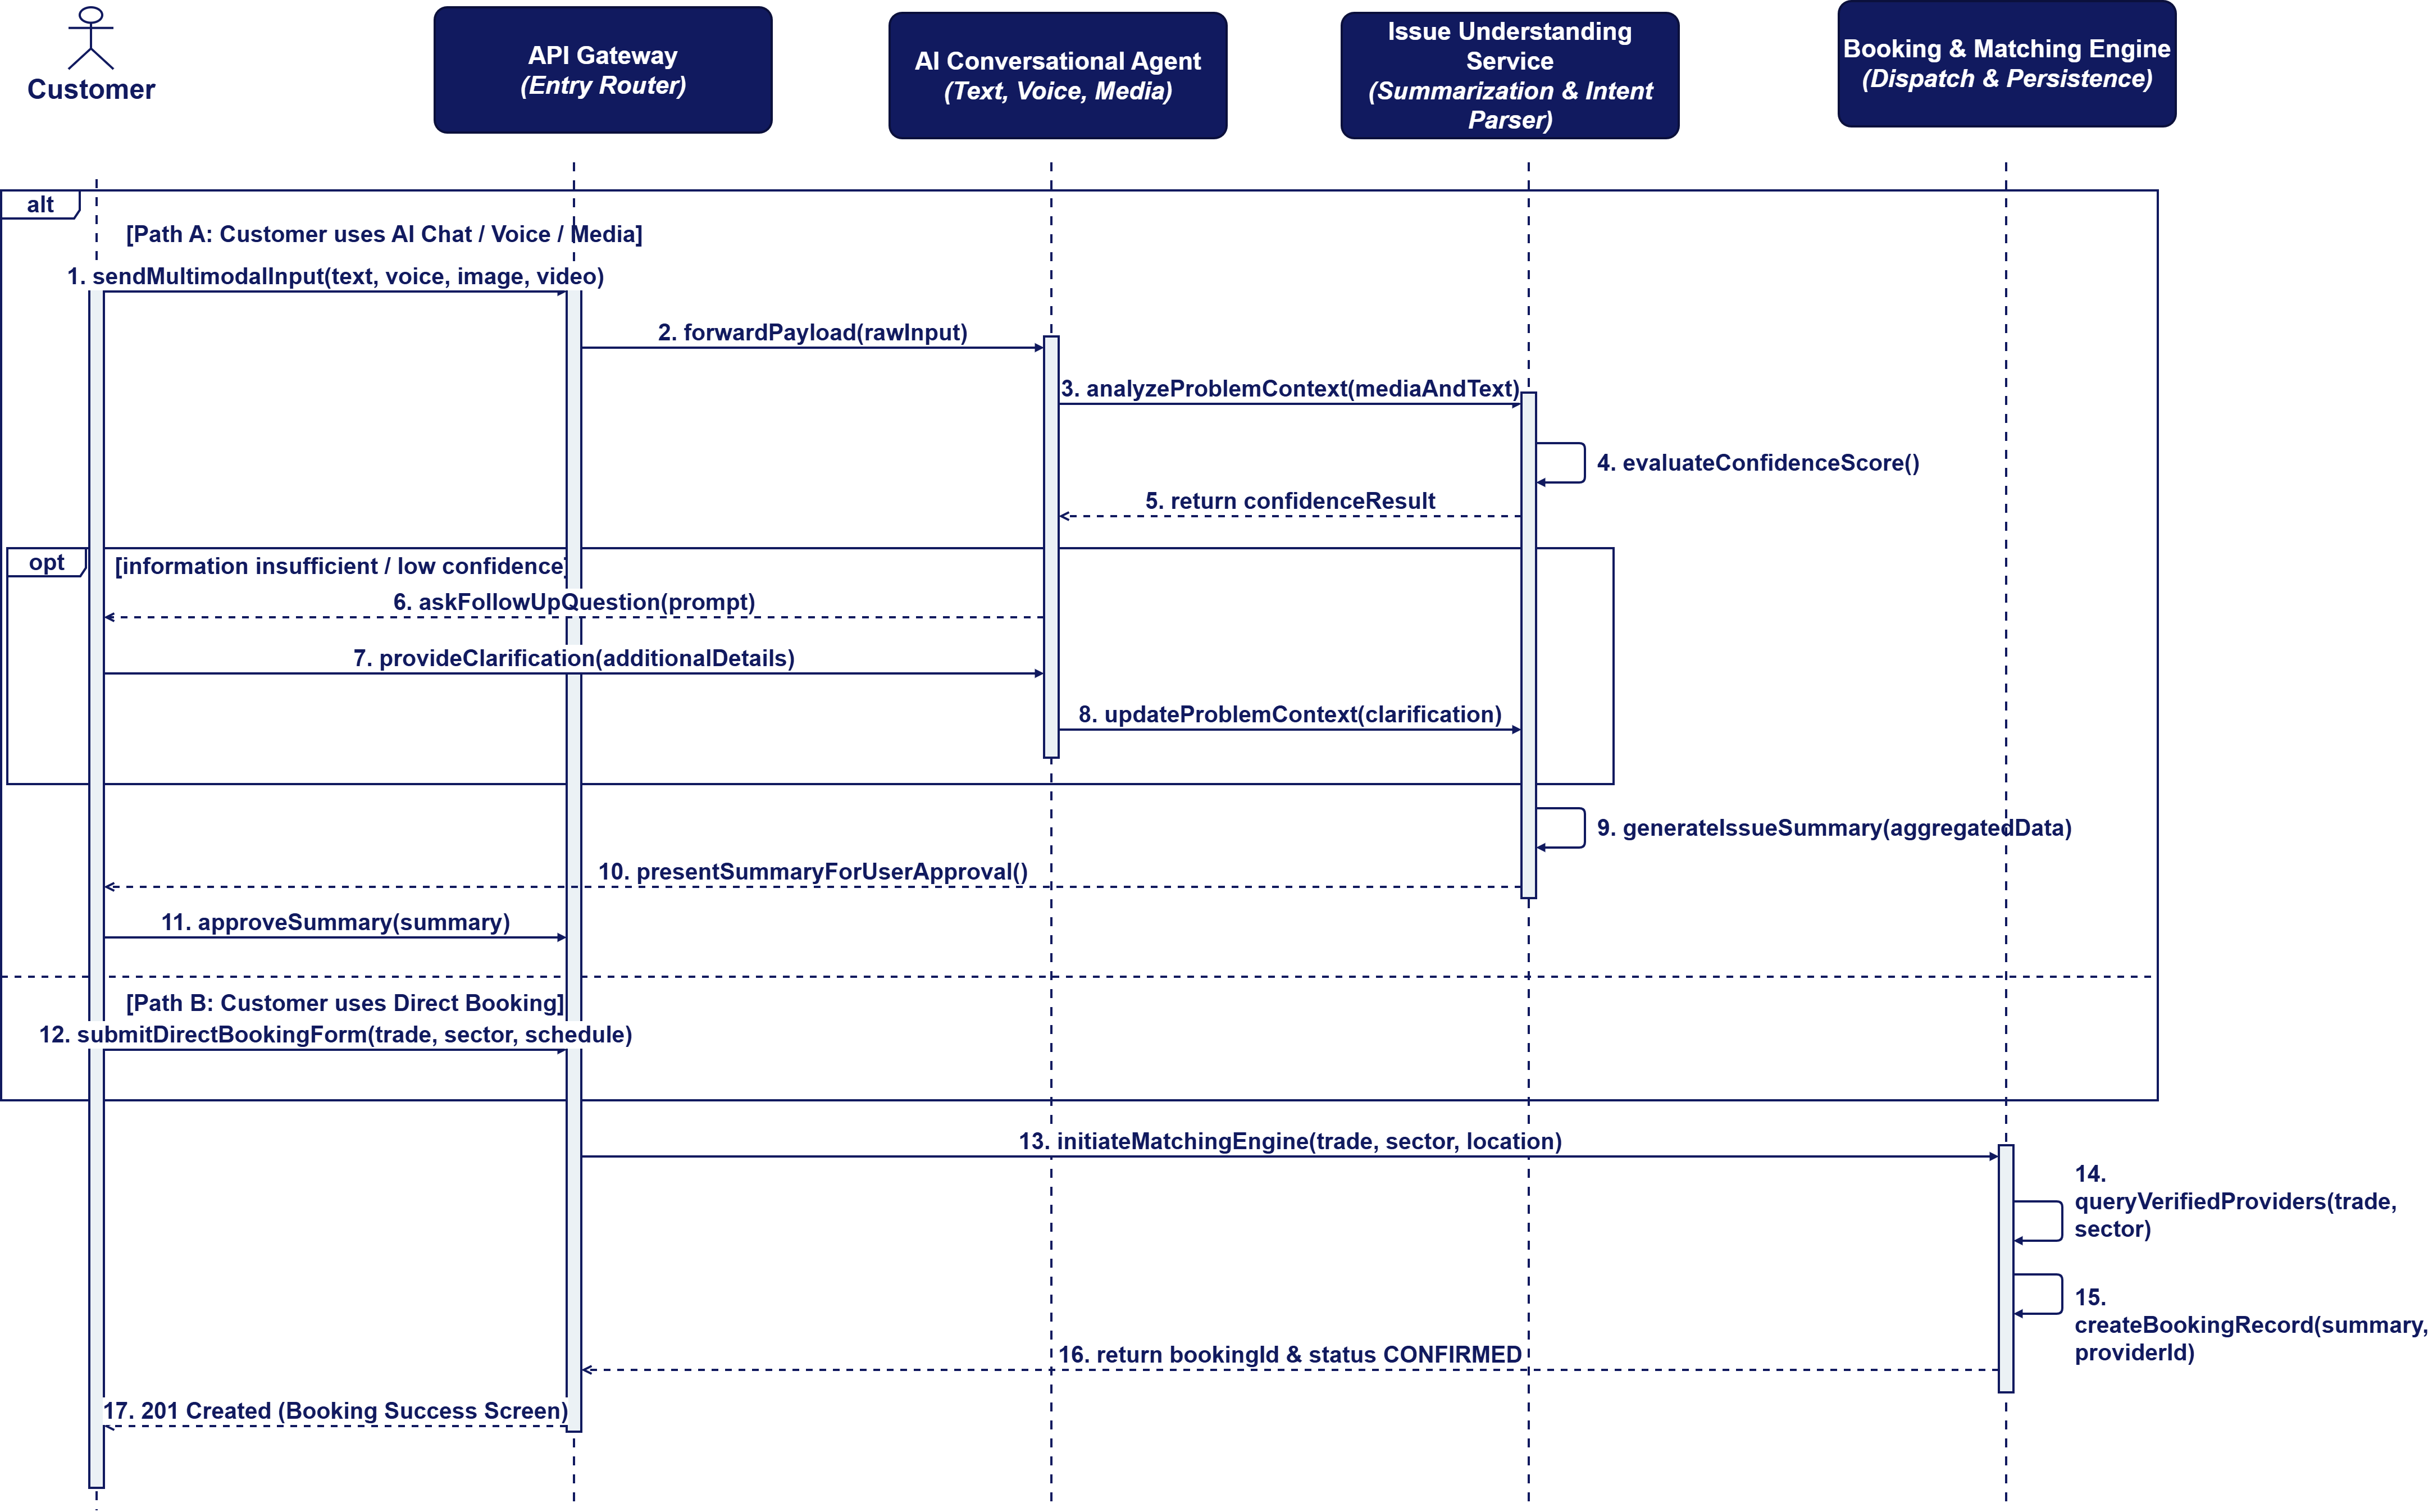 Customer
API Gateway
(Entry Router)
AI Conversational Agent
(Text, Voice, Media)
Issue Understanding
Service
(Summarization & Intent
Parser)
Booking & Matching Engine
(Dispatch & Persistence)
alt
[Path A: Customer uses AI Chat / Voice / Media]
1. sendMultimodalInput(text, voice, image, video)
2. forwardPayload(rawInput)
3. analyzeProblemContext(mediaAndText)
4. evaluateConfidenceScore()
5. return confidenceResult
opt
[information insufficient / low confidence]
6. askFollowUpQuestion(prompt)
7. provideClarification(additionalDetails)
8. updateProblemContext(clarification)
9. generateIssueSummary(aggregatedData)
10. presentSummaryForUserApproval()
11. approveSummary(summary)
[Path B: Customer uses Direct Booking]
12. submitDirectBookingForm(trade, sector, schedule)
13. initiateMatchingEngine(trade, sector, location)
14.
queryVerifiedProviders(trade,
sector)
15.
createBookingRecord(summary,
providerId)
16. return bookingId & status CONFIRMED
17. 201 Created (Booking Success Screen)